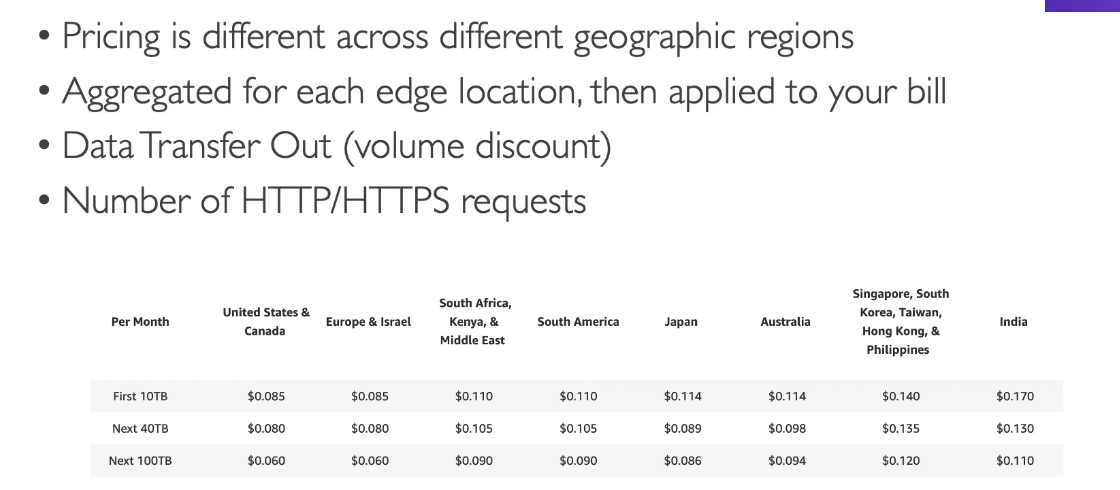 • Pricing is different across different geographic regions
• Aggregated for each edge location, then applied to your bill
• Data Transfer Out (volume discount)
• Number of HTTP/HTTPS requests
Per Month United States & Canada Europe & Israel South Africa, Kenya, & Middle East South America Japan Australia Singapore, South Korea, Taiwan, Hong Kong, & Philippines India
First 10TB $0.085 $0.085 $0.110 $0.110 $0.114 $0.114 $0.140 $0.170
Next 40TB $0.080 $0.080 $0.105 $0.105 $0.089 $0.098 $0.135 $0.130
Next 100TB $0.060 $0.060 $0.090 $0.090 $0.086 $0.094 $0.120 $0.110